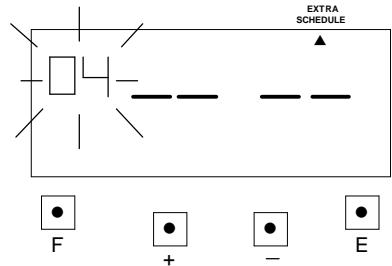 EXTRA
SCHEDULE
04 -- --
F + − E